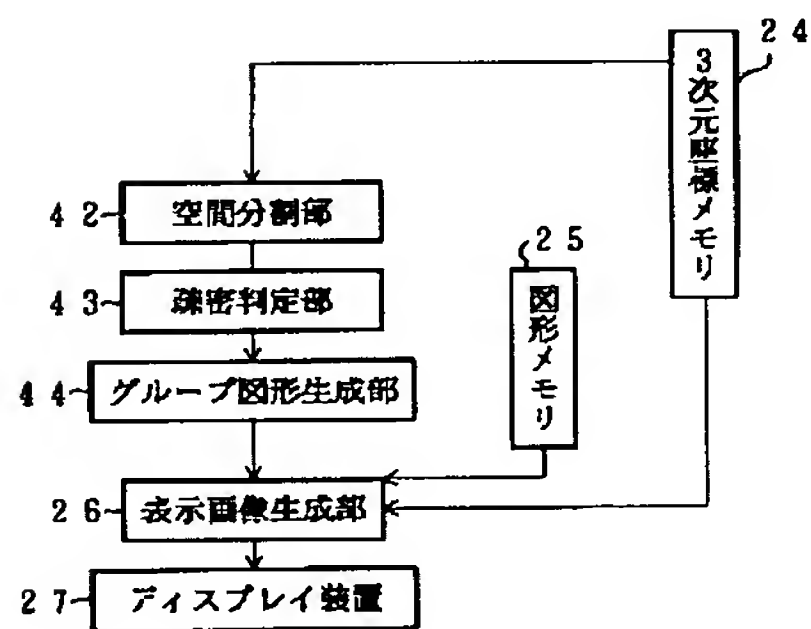 24
3次元座標メモリ
42
空間分割部
25
図形メモリ
43
疎密判定部
44
グループ図形生成部
26
表示画像生成部
27
ディスプレイ装置